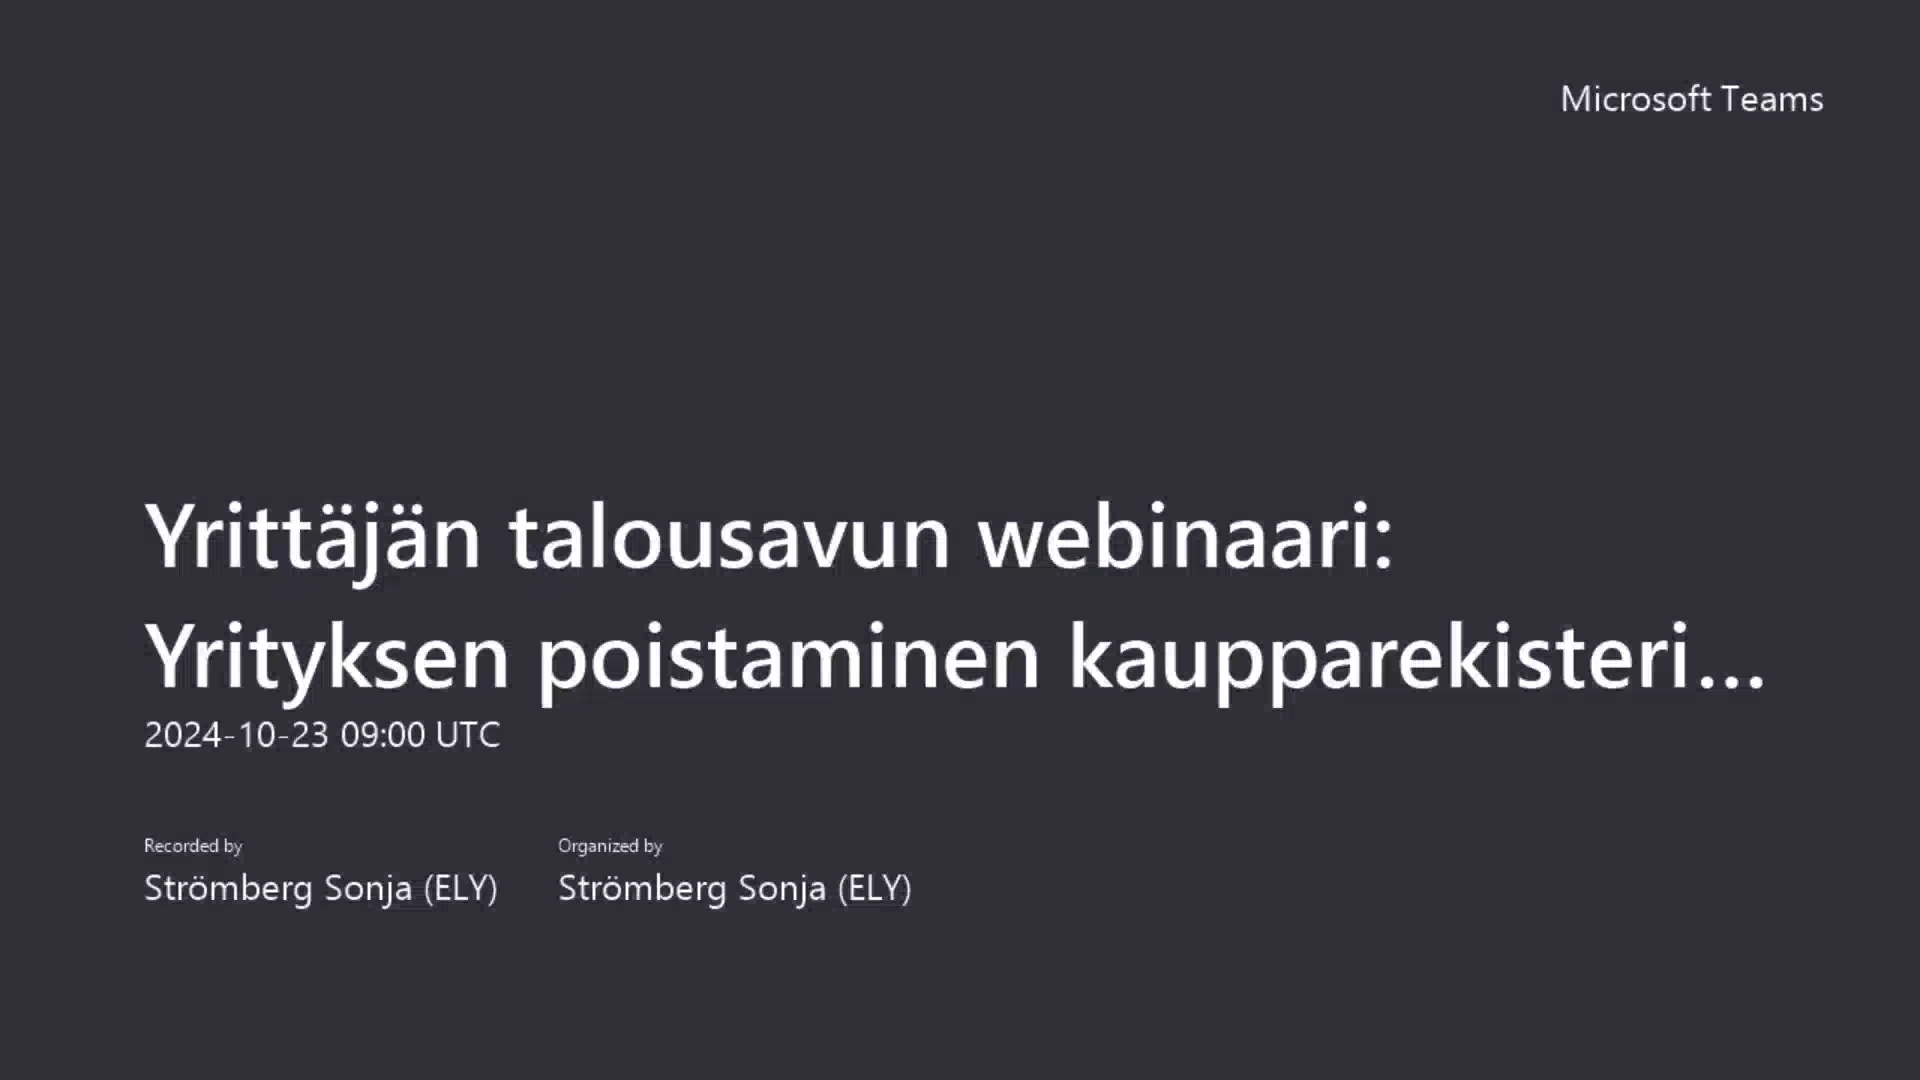 Microsoft Teams
Yrittäjän talousavun webinaari:
Yrityksen poistaminen kaupparekisteri...
2024-10-23 09:00 UTC
Recorded by
Strömberg Sonja (ELY)
Organized by
Strömberg Sonja (ELY)